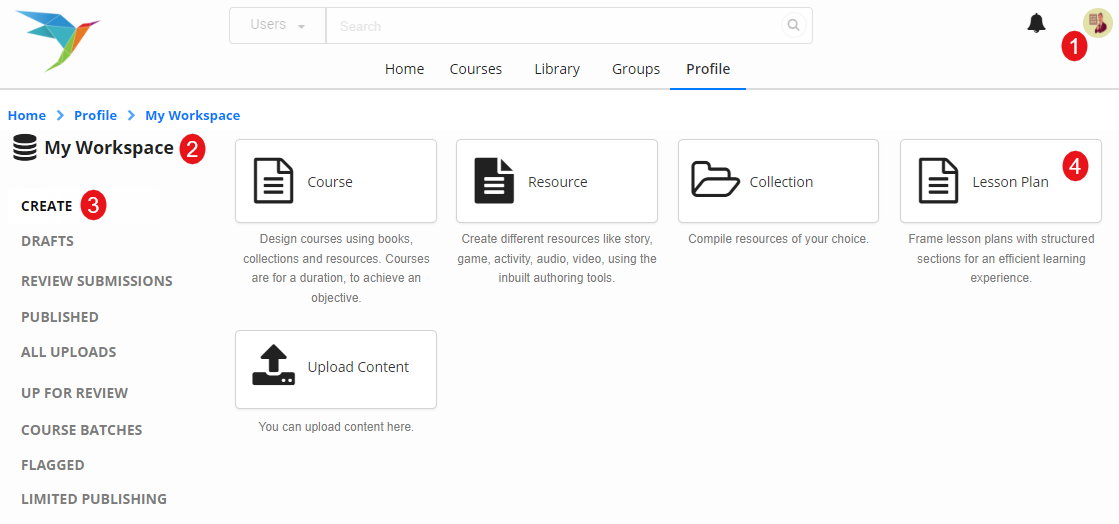 Users
Search
1
Home Courses Library Groups Profile
Home Profile My Workspace
My Workspace 2
CREATE 3
DRAFTS
REVIEW SUBMISSIONS
PUBLISHED
ALL UPLOADS
UP FOR REVIEW
COURSE BATCHES
FLAGGED
LIMITED PUBLISHING
Course
Design courses using books,
collections and resources. Courses
are for a duration, to achieve an
objective.
Resource
Create different resources like story,
game, activity, audio, video, using the
inbuilt authoring tools.
Collection
Compile resources of your choice.
Lesson Plan 4
Frame lesson plans with structured
sections for an efficient learning
experience.
Upload Content
You can upload content here.